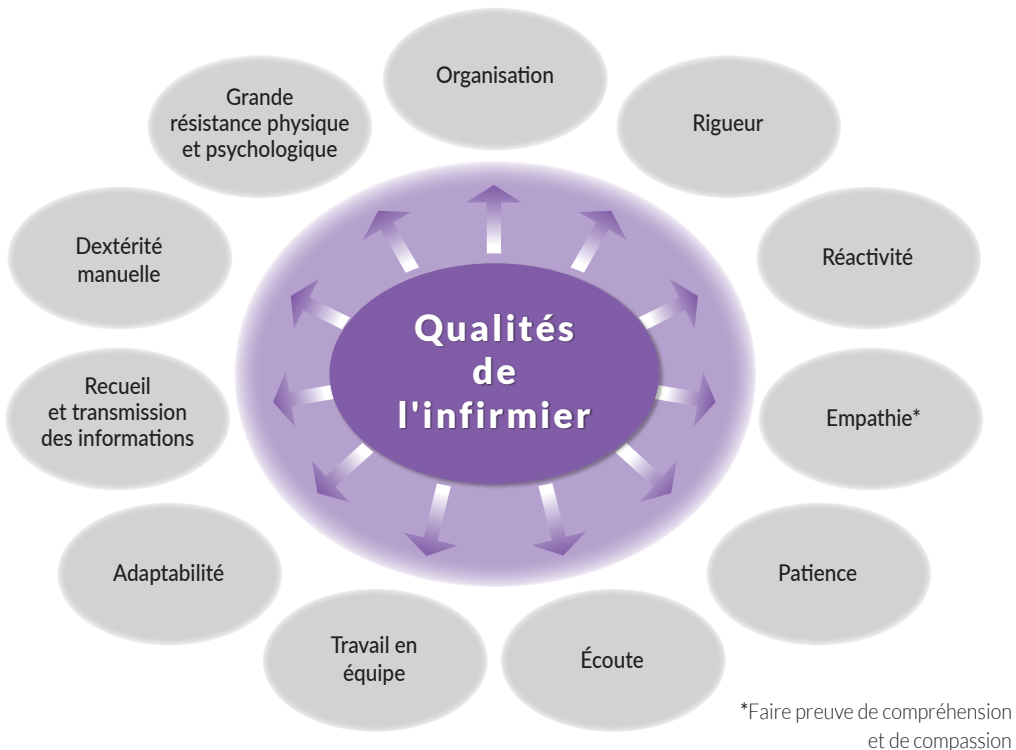 Organisation
Grande
résistance physique
et psychologique
Rigueur
Dextérité
manuelle
Réactivité
Qualités
de
l'infirmier
Recueil
et transmission
des informations
Empathie*
Adaptabilité
Patience
Travail en
équipe
Écoute
*Faire preuve de compréhension
et de compassion